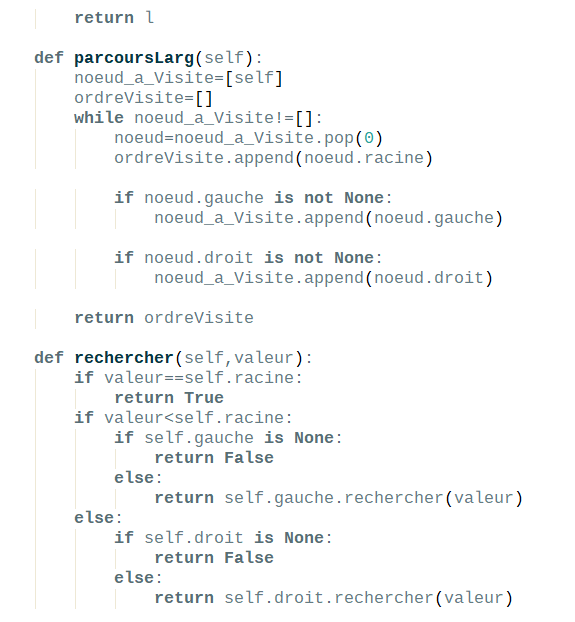 return l
def parcoursLarg(self):
noeud_a_Visite=[self]
ordreVisite=[]
while noeud_a_Visite!=[]:
noeud=noeud_a_Visite.pop(0)
ordreVisite.append(noeud.racine)
if noeud.gauche is not None:
noeud_a_Visite.append(noeud.gauche)
if noeud.droit is not None:
noeud_a_Visite.append(noeud.droit)
return ordreVisite
def rechercher(self,valeur):
if valeur==self.racine:
return True
if valeur<self.racine:
if self.gauche is None:
return False
else:
return self.gauche.rechercher(valeur)
else:
if self.droit is None:
return False
else:
return self.droit.rechercher(valeur)